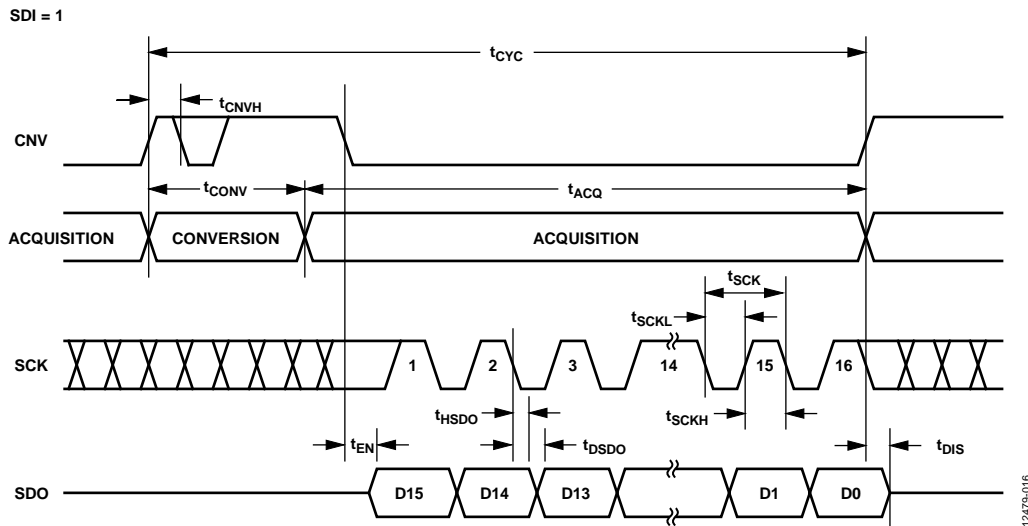 SDI = 1
tCYC
tCNVH
CNV
tCONV
tACQ
ACQUISITION
CONVERSION
ACQUISITION
tSCK
tSCKL
SCK
1
2
3
14
15
16
tHSDO
tSCKH
tEN
tDSDO
tDIS
SDO
D15
D14
D13
D1
D0
12479-016